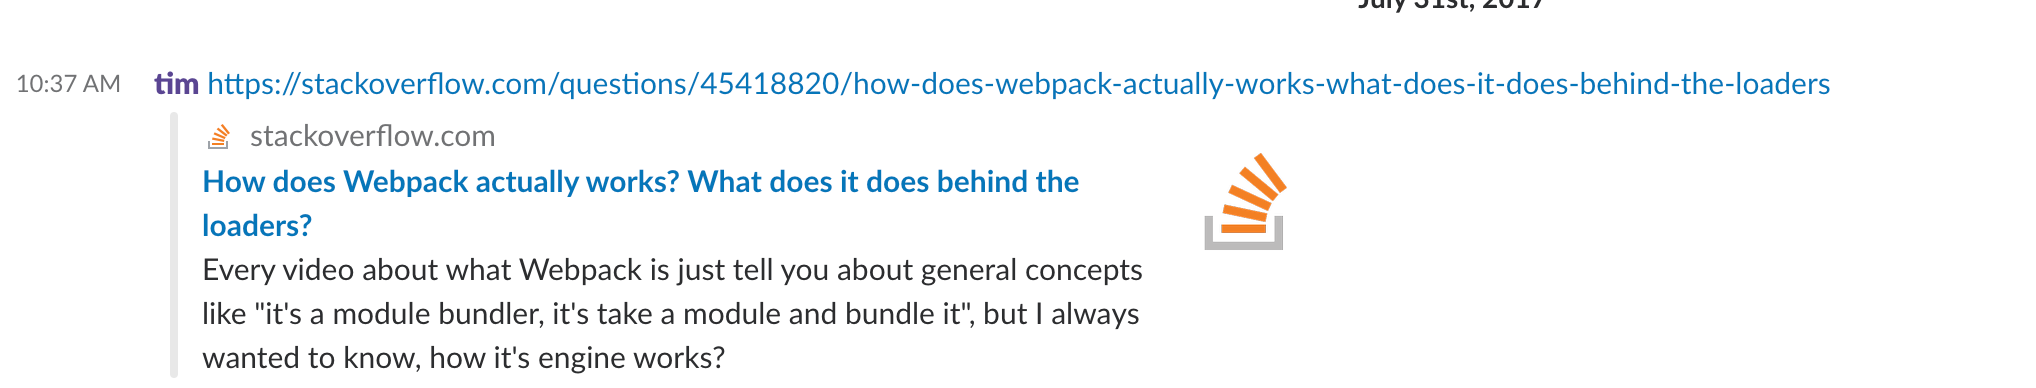 July 31st, 2017
10:37 AM tim https://stackoverflow.com/questions/45418820/how-does-webpack-actually-works-what-does-it-does-behind-the-loaders
stackoverflow.com
How does Webpack actually works? What does it does behind the
loaders?
Every video about what Webpack is just tell you about general concepts
like "it's a module bundler, it's take a module and bundle it", but I always
wanted to know, how it's engine works?